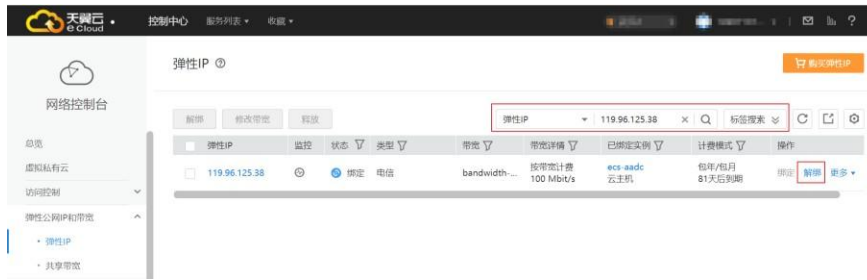 天翼云
e Cloud
控制中心 服务列表 收藏
弹性IP
购买弹性IP
网络控制台
解绑 修改带宽 释放
弹性IP 119.96.125.38 标签搜索
总览
弹性IP 监控 状态 类型 带宽 带宽详情 已绑定实例 计费模式 操作
虚拟私有云
119.96.125.38 绑定 电信 bandwidth-... 按带宽计费 100 Mbit/s ecs-aadc 云主机 包年/包月 81天后到期 绑定 解绑 更多
访问控制
弹性公网IP和带宽
弹性IP
共享带宽